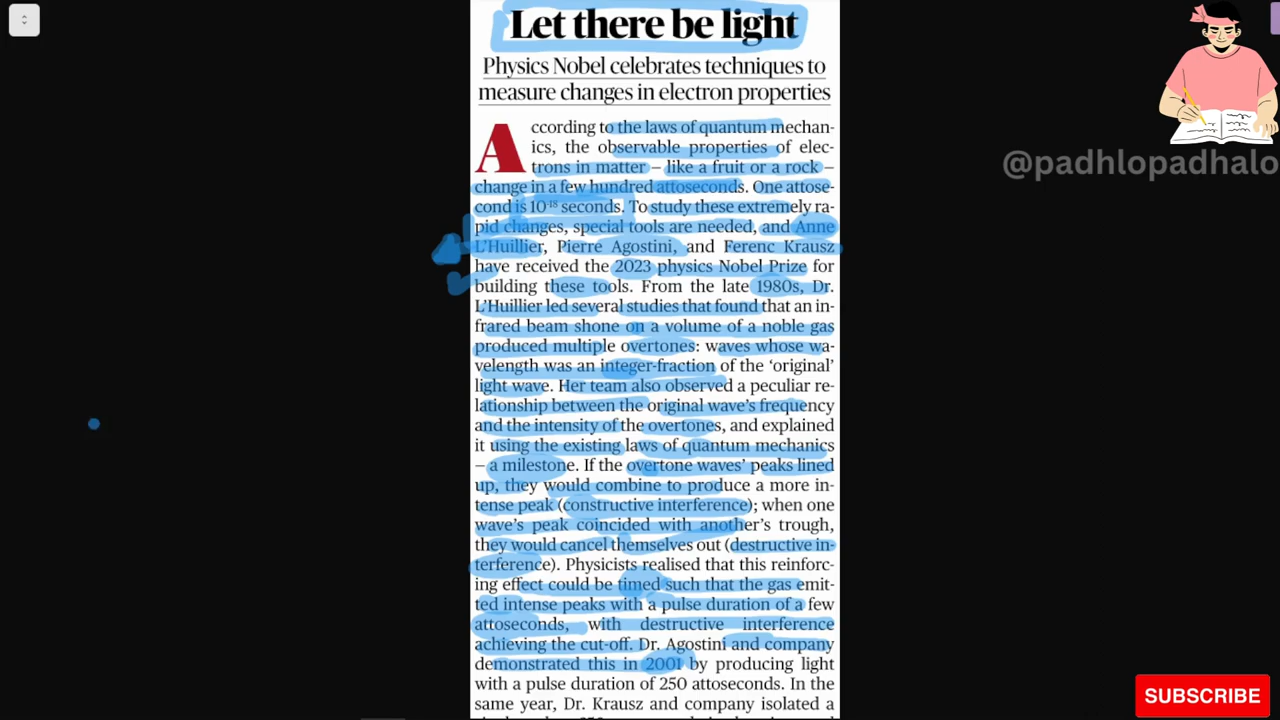 Let there be light
Physics Nobel celebrates techniques to
measure changes in electron properties
According to the laws of quantum mechan-
ics, the observable properties of elec-
trons in matter – like a fruit or a rock –
change in a few hundred attoseconds. One attose-
cond is 10⁻¹⁸ seconds. To study these extremely ra-
pid changes, special tools are needed, and Anne
L’Huillier, Pierre Agostini, and Ferenc Krausz
have received the 2023 physics Nobel Prize for
building these tools. From the late 1980s, Dr.
L’Huillier led several studies that found that an in-
frared beam shone on a volume of a noble gas
produced multiple overtones: waves whose wa-
velength was an integer-fraction of the ‘original’
light wave. Her team also observed a peculiar re-
lationship between the original wave’s frequency
and the intensity of the overtones, and explained
it using the existing laws of quantum mechanics
– a milestone. If the overtone waves’ peaks lined
up, they would combine to produce a more in-
tense peak (constructive interference); when one
wave’s peak coincided with another’s trough,
they would cancel themselves out (destructive in-
terference). Physicists realised that this reinforc-
ing effect could be timed such that the gas emit-
ted intense peaks with a pulse duration of a few
attoseconds, with destructive interference
achieving the cut-off. Dr. Agostini and company
demonstrated this in 2001 by producing light
with a pulse duration of 250 attoseconds. In the
same year, Dr. Krausz and company isolated a
@padhlopadhalo
SUBSCRIBE